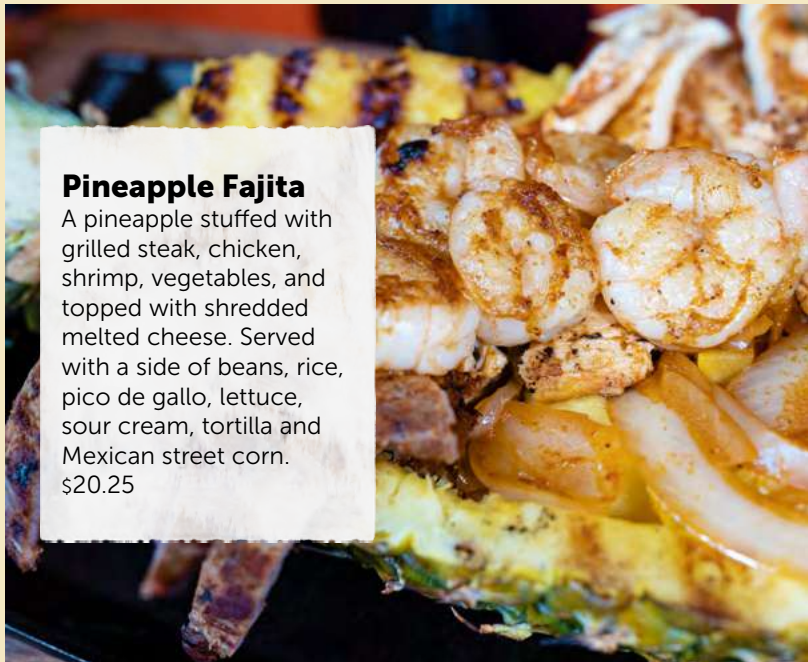 Pineapple Fajita
A pineapple stuffed with
grilled steak, chicken,
shrimp, vegetables, and
topped with shredded
melted cheese. Served
with a side of beans, rice,
pico de gallo, lettuce,
sour cream, tortilla and
Mexican street corn.
$20.25